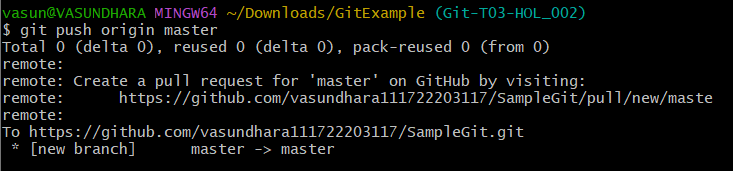 vasun@VASUNDHARA MINGW64 ~/Downloads/GitExample (Git-T03-HOL_002)
$ git push origin master
Total 0 (delta 0), reused 0 (delta 0), pack-reused 0 (from 0)
remote:
remote: Create a pull request for 'master' on GitHub by visiting:
remote:      https://github.com/vasundhara111722203117/SampleGit/pull/new/maste
remote:
To https://github.com/vasundhara111722203117/SampleGit.git
 * [new branch]      master -> master